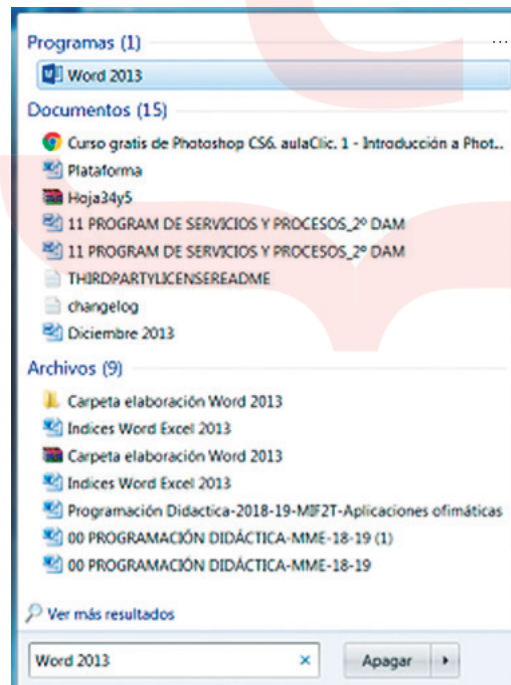 Programas (1)
Word 2013
Documentos (15)
Curso gratis de Photoshop CS6. aulaClic. 1 - Introducción a Phot...
Plataforma
Hoja34y5
11 PROGRAM DE SERVICIOS Y PROCESOS_2º DAM
11 PROGRAM DE SERVICIOS Y PROCESOS_2º DAM
THIRDPARTYLICENSEREADME
changelog
Diciembre 2013
Archivos (9)
Carpeta elaboración Word 2013
Indices Word Excel 2013
Carpeta elaboración Word 2013
Indices Word Excel 2013
Programación Didactica-2018-19-MIF2T-Aplicaciones ofimáticas
00 PROGRAMACIÓN DIDÁCTICA-MME-18-19 (1)
00 PROGRAMACIÓN DIDÁCTICA-MME-18-19
Ver más resultados
Word 2013
Apagar